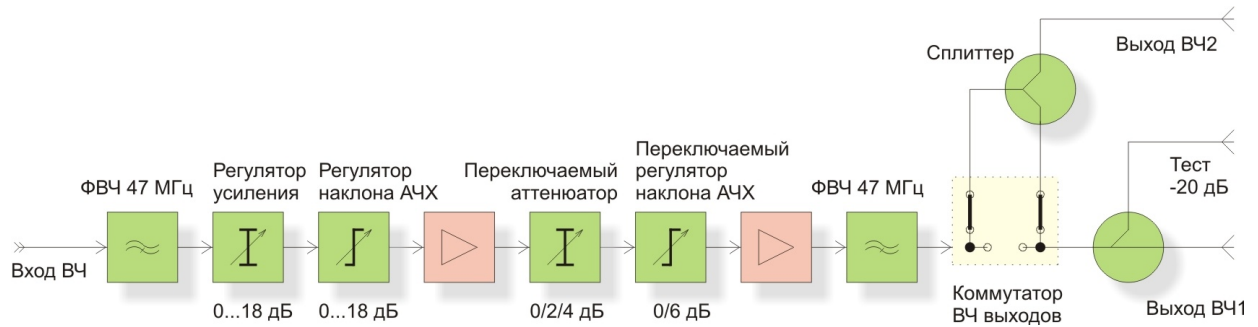 Вход ВЧ
ФВЧ 47 МГц
Регулятор
усиления
0...18 дБ
Регулятор
наклона АЧХ
0...18 дБ
Переключаемый
аттенюатор
0/2/4 дБ
Переключаемый
регулятор
наклона АЧХ
0/6 дБ
ФВЧ 47 МГц
Коммутатор
ВЧ выходов
Сплиттер
Выход ВЧ2
Тест
-20 дБ
Выход ВЧ1